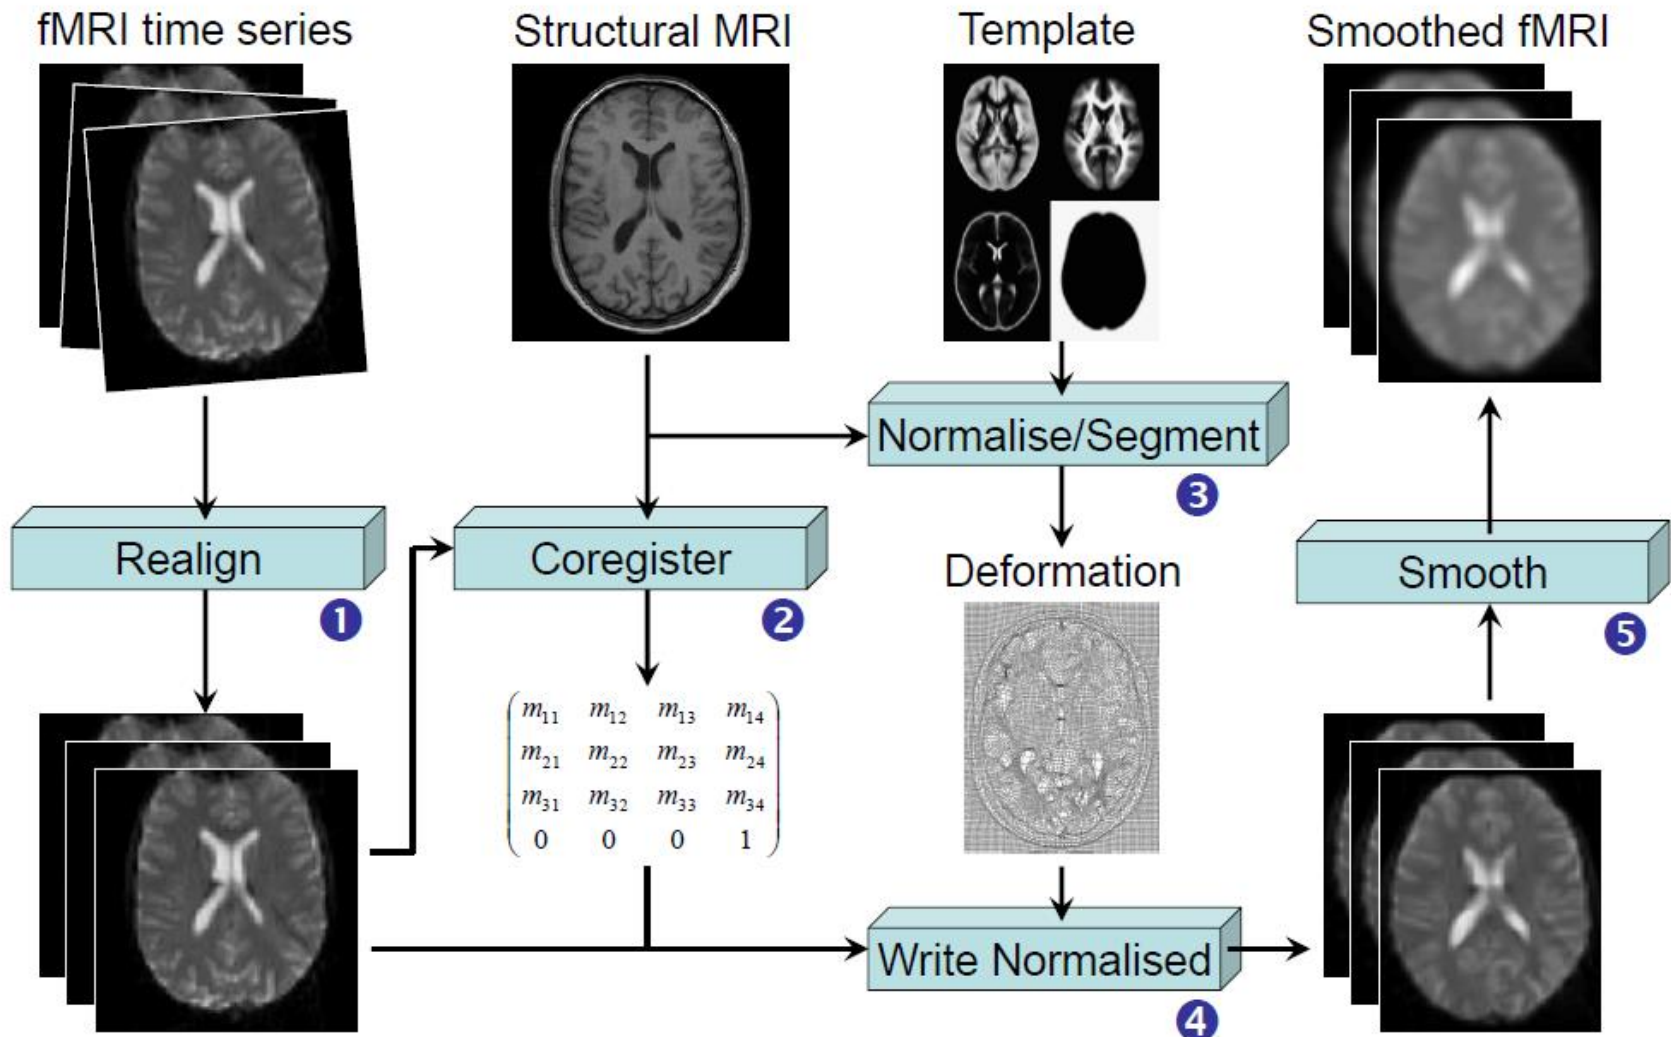 fMRI time series
Structural MRI
Template
Smoothed fMRI
Normalise/Segment
3
Realign
1
Coregister
2
Deformation
Smooth
5
m11 m12 m13 m14
m21 m22 m23 m24
m31 m32 m33 m34
0 0 0 1
Write Normalised
4